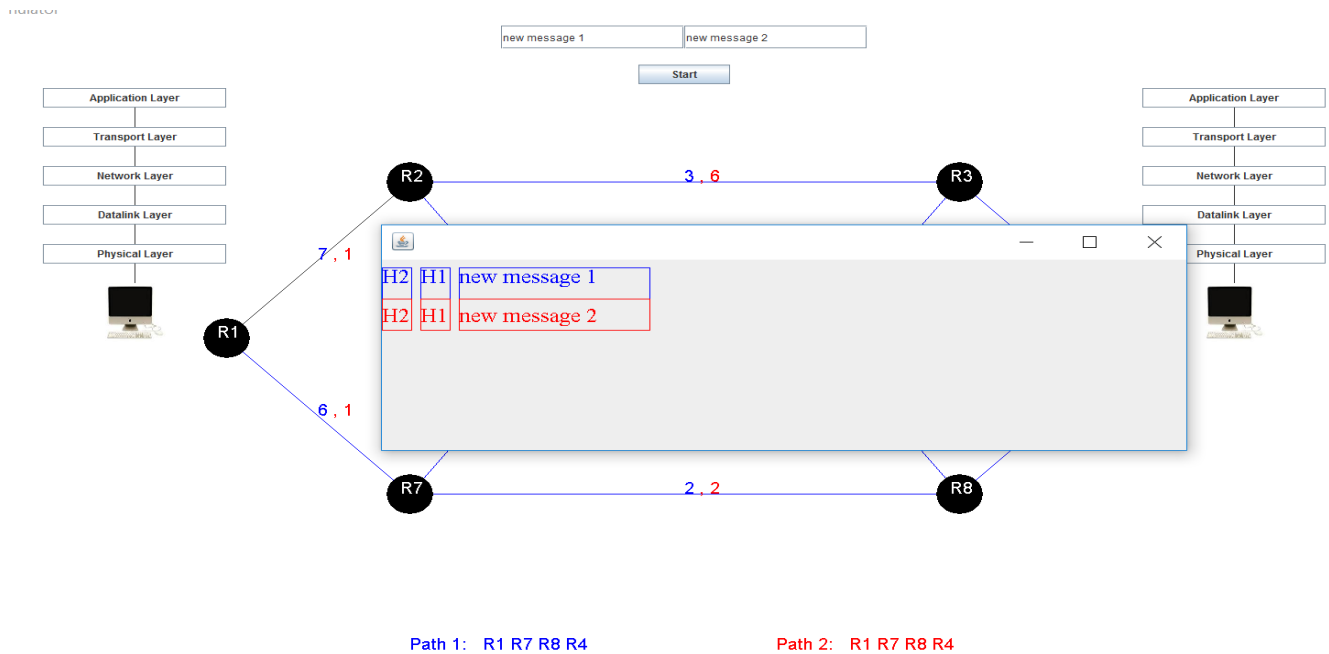 new message 1 new message 2
Start
Application Layer
Transport Layer
Network Layer
Datalink Layer
Physical Layer
Application Layer
Transport Layer
Network Layer
Datalink Layer
Physical Layer
R2
3 , 6
R3
7 , 1
H2 H1 new message 1
H2 H1 new message 2
R1
6 , 1
R7
2 , 2
R8
Path 1: R1 R7 R8 R4
Path 2: R1 R7 R8 R4